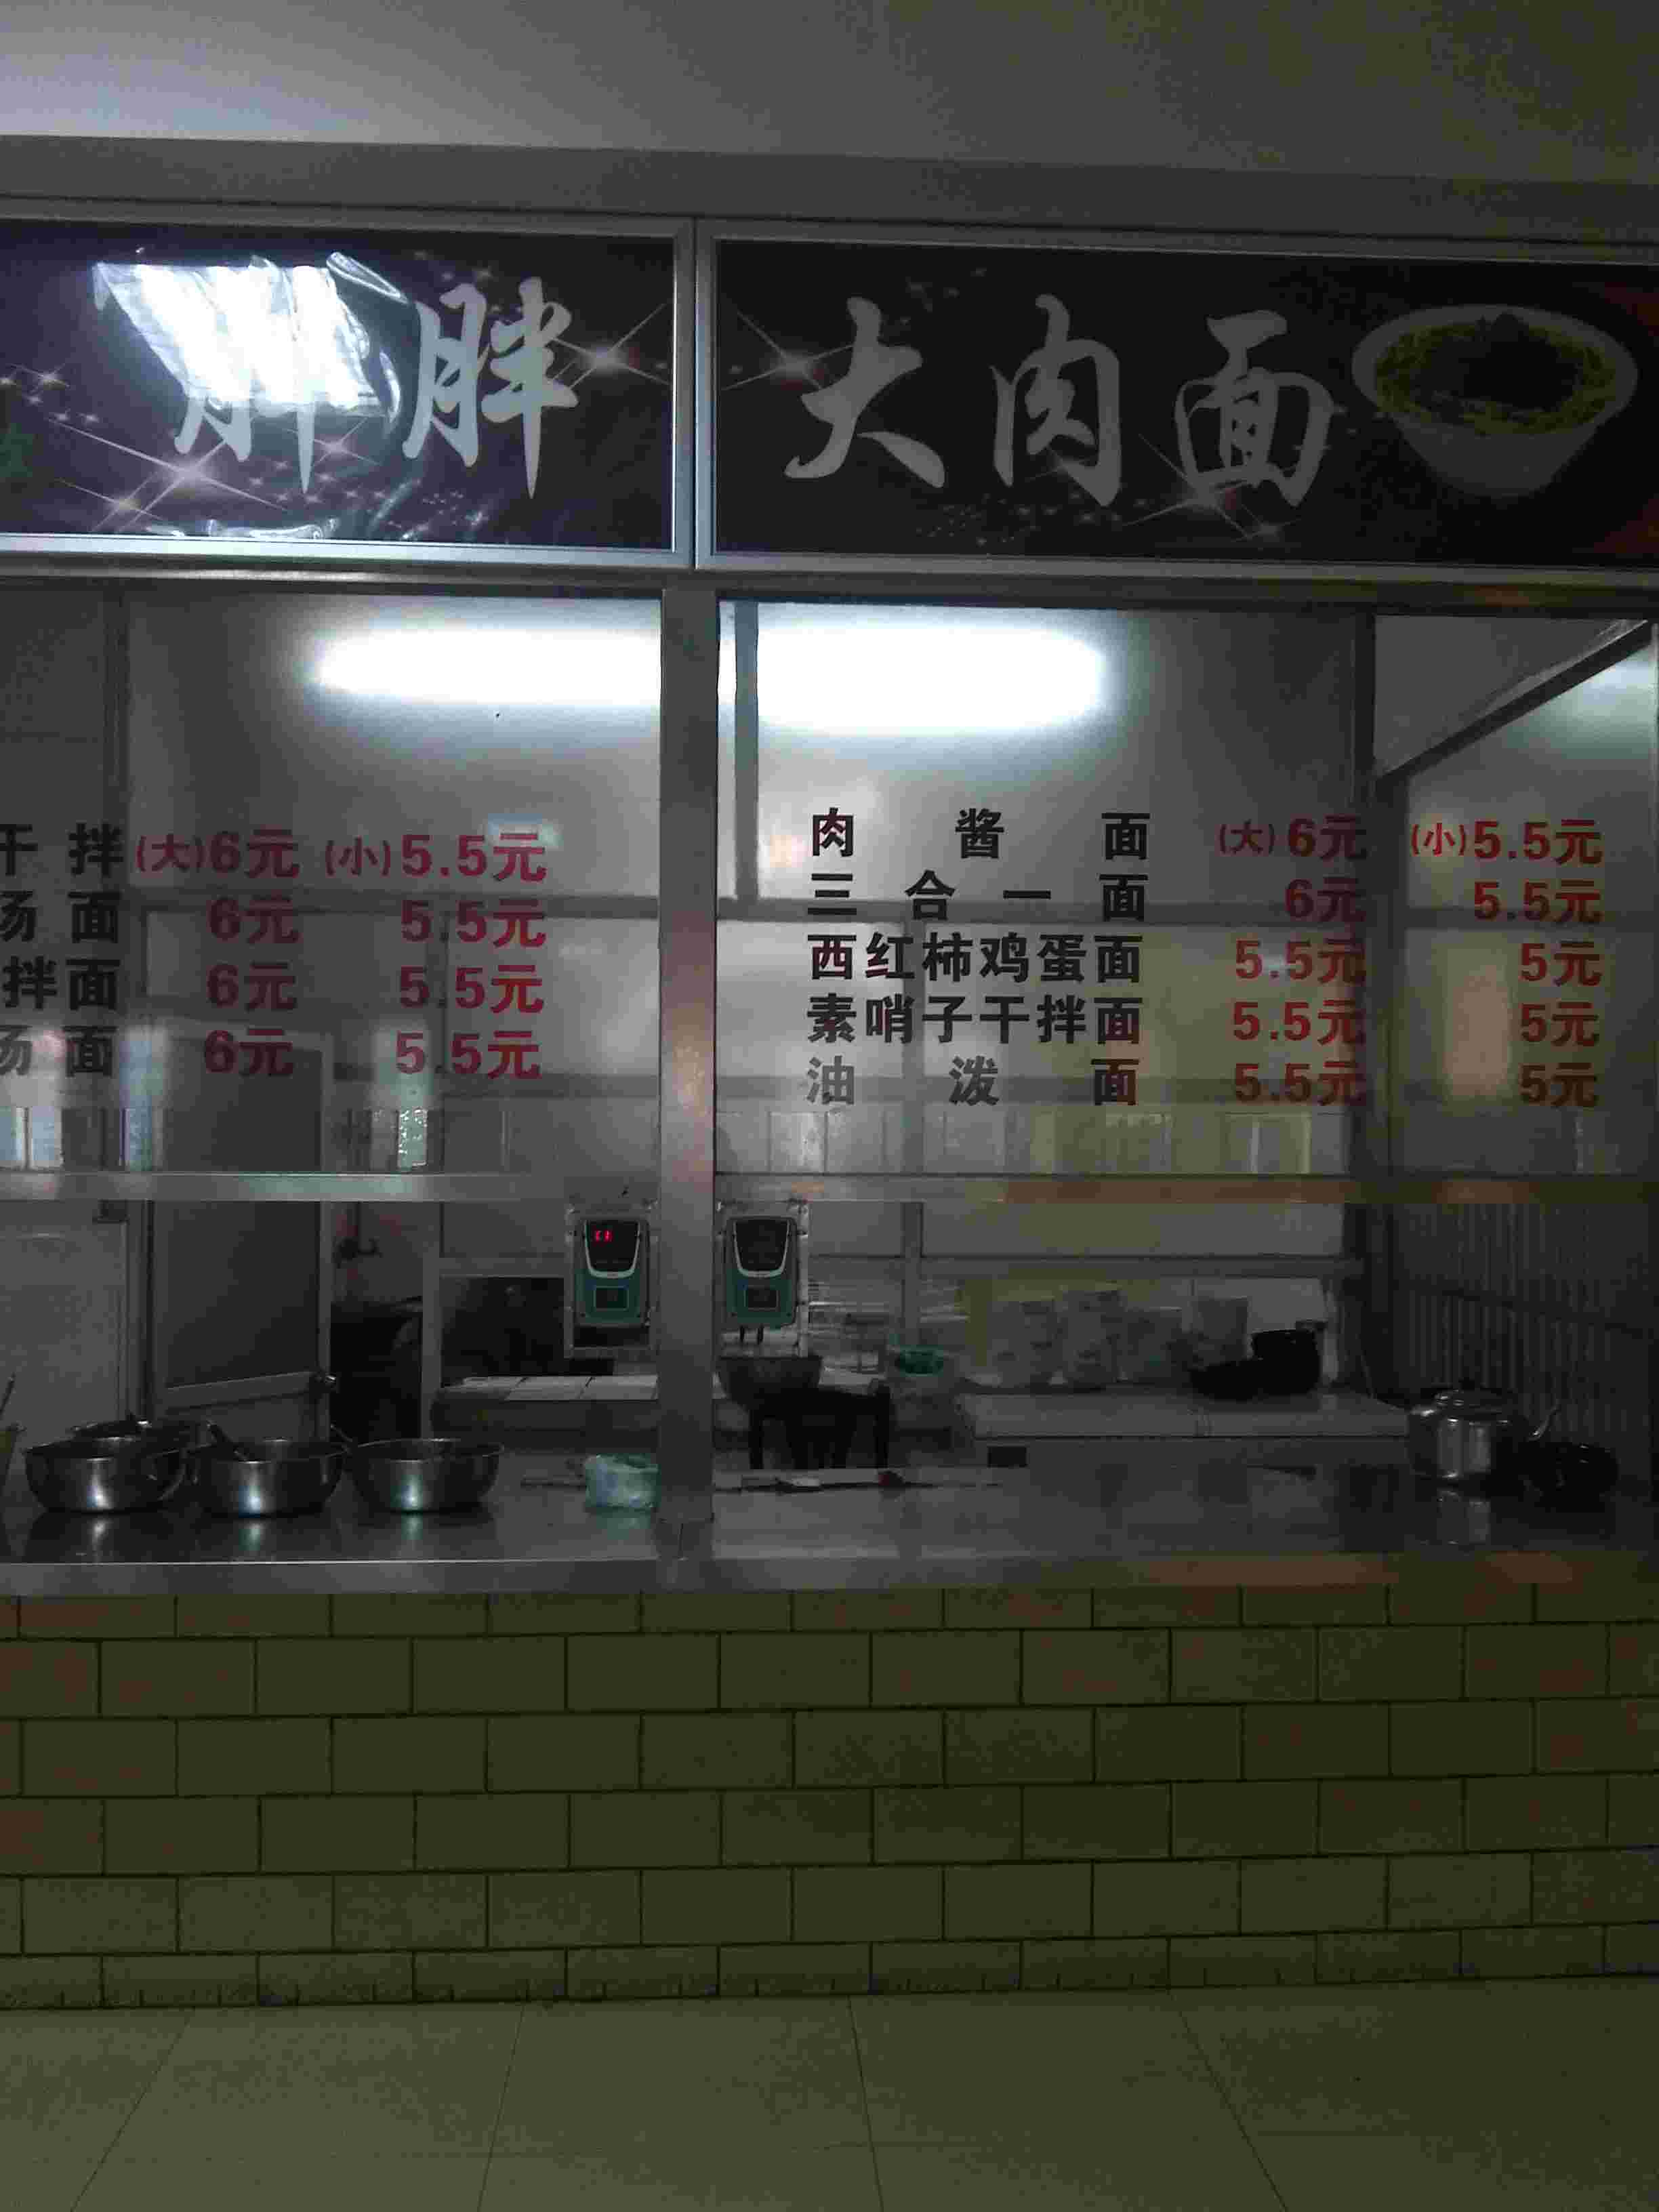 胖胖 大肉面
干拌(大)6元 (小)5.5元
汤面 6元 5.5元
拌面 6元 5.5元
汤面 6元 5.5元
肉酱面 (大)6元 (小)5.5元
三合一面 6元 5.5元
西红柿鸡蛋面 5.5元 5元
素哨子干拌面 5.5元 5元
油泼面 5.5元 5元